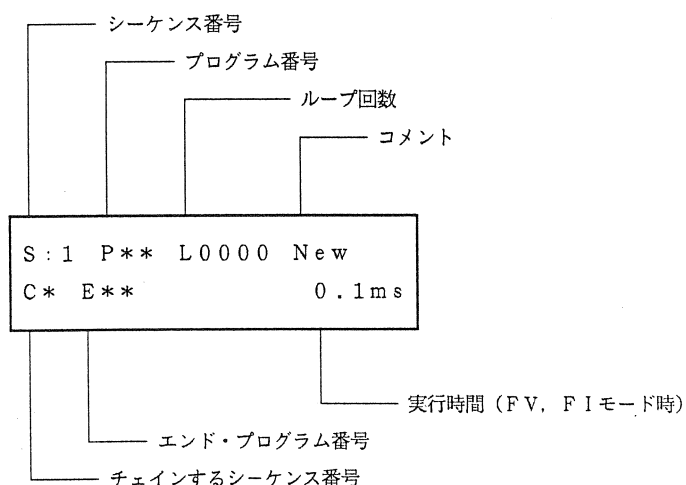 シーケンス番号
プログラム番号
ループ回数
コメント
S:1 P** L0000 New
C* E** 0.1ms
実行時間（FV，FIモード時）
エンド・プログラム番号
チェインするシーケンス番号